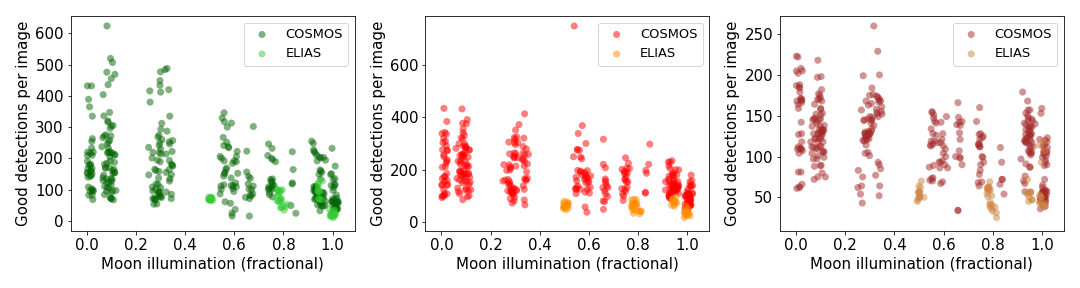 Good detections per image
600
500
400
300
200
100
0
COSMOS
ELIAS
0.0 0.2 0.4 0.6 0.8 1.0
Moon illumination (fractional)
Good detections per image
600
400
200
0
COSMOS
ELIAS
0.0 0.2 0.4 0.6 0.8 1.0
Moon illumination (fractional)
Good detections per image
250
200
150
100
50
COSMOS
ELIAS
0.0 0.2 0.4 0.6 0.8 1.0
Moon illumination (fractional)